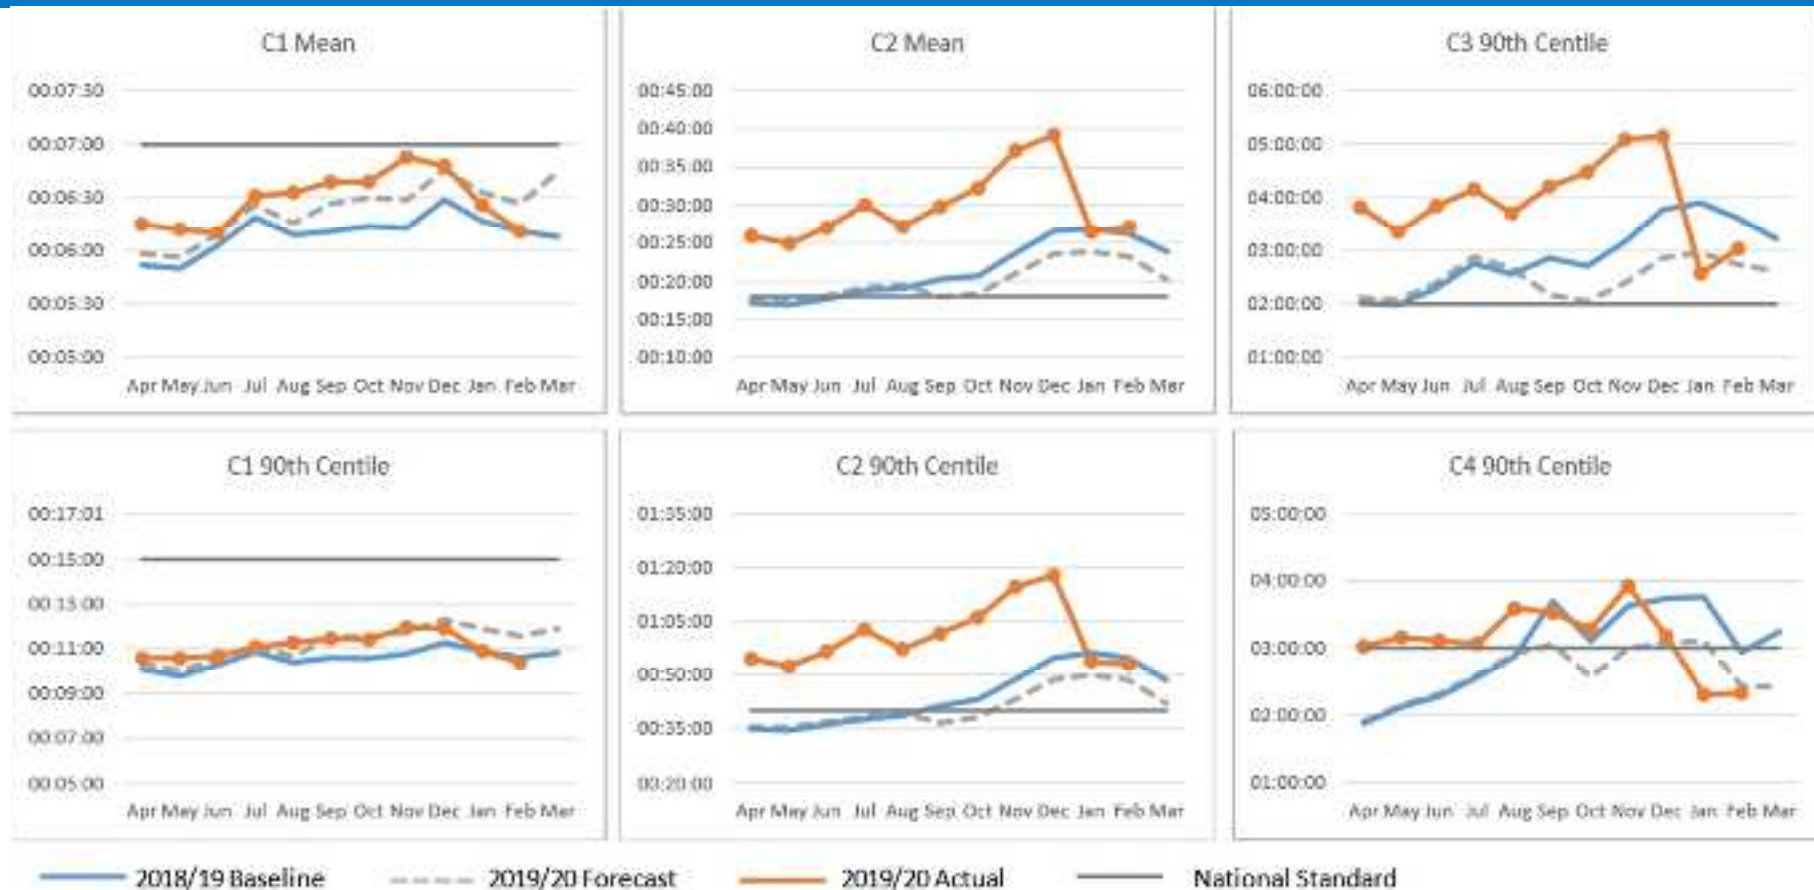 C1 Mean
00:07:30
00:07:00
00:06:30
00:06:00
00:05:30
00:05:00
Apr May Jun Jul Aug Sep Oct Nov Dec Jan Feb Mar
C2 Mean
00:45:00
00:40:00
00:35:00
00:30:00
00:25:00
00:20:00
00:15:00
00:10:00
Apr May Jun Jul Aug Sep Oct Nov Dec Jan Feb Mar
C3 90th Centile
06:00:00
05:00:00
04:00:00
03:00:00
02:00:00
01:00:00
Apr May Jun Jul Aug Sep Oct Nov Dec Jan Feb Mar
C1 90th Centile
00:17:01
00:15:00
00:13:00
00:11:00
00:09:00
00:07:00
00:05:00
Apr May Jun Jul Aug Sep Oct Nov Dec Jan Feb Mar
C2 90th Centile
01:35:00
01:20:00
01:05:00
00:50:00
00:35:00
00:20:00
Apr May Jun Jul Aug Sep Oct Nov Dec Jan Feb Mar
C4 90th Centile
05:00:00
04:00:00
03:00:00
02:00:00
01:00:00
Apr May Jun Jul Aug Sep Oct Nov Dec Jan Feb Mar
2018/19 Baseline 2019/20 Forecast 2019/20 Actual National Standard